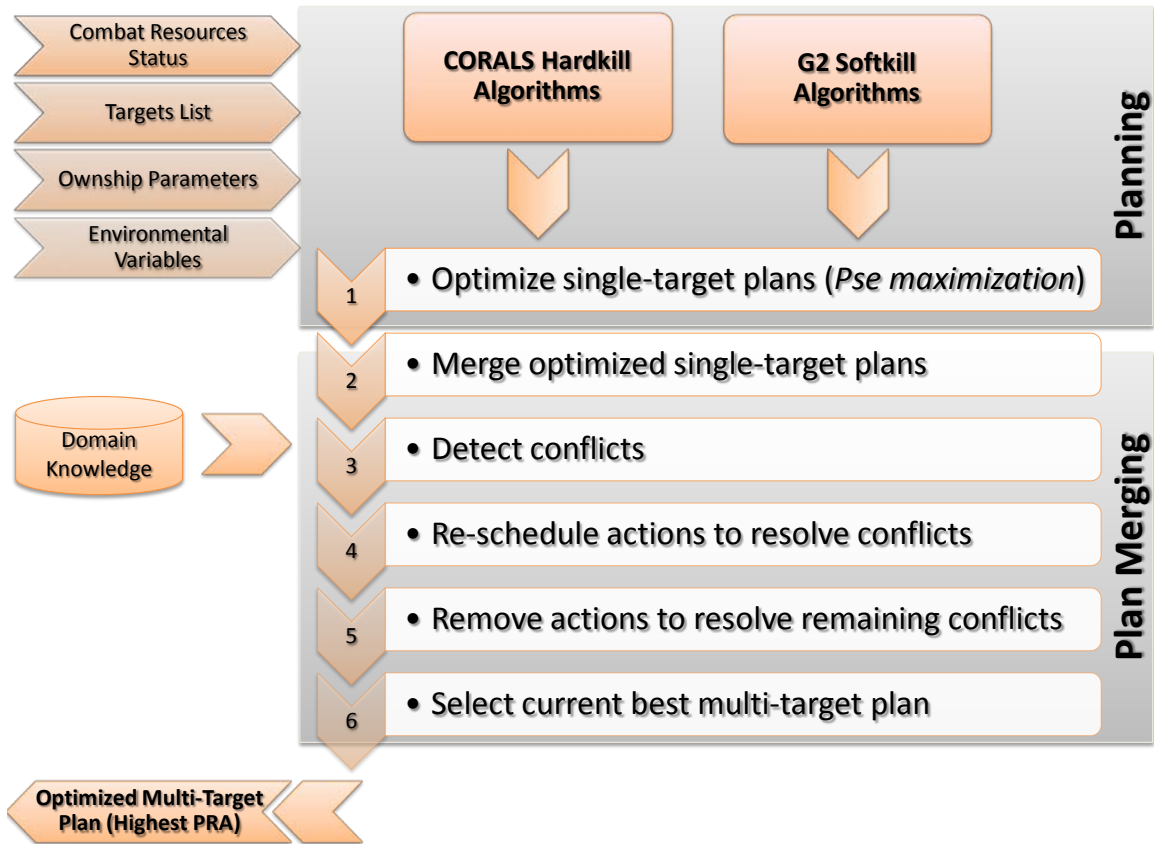 Combat Resources
Status
Targets List
Ownship Parameters
Environmental
Variables
CORALS Hardkill
Algorithms
G2 Softkill
Algorithms
Planning
1
• Optimize single-target plans (Pse maximization)
2
• Merge optimized single-target plans
Domain
Knowledge
3
• Detect conflicts
4
• Re-schedule actions to resolve conflicts
5
• Remove actions to resolve remaining conflicts
6
• Select current best multi-target plan
Plan Merging
Optimized Multi-Target
Plan (Highest PRA)